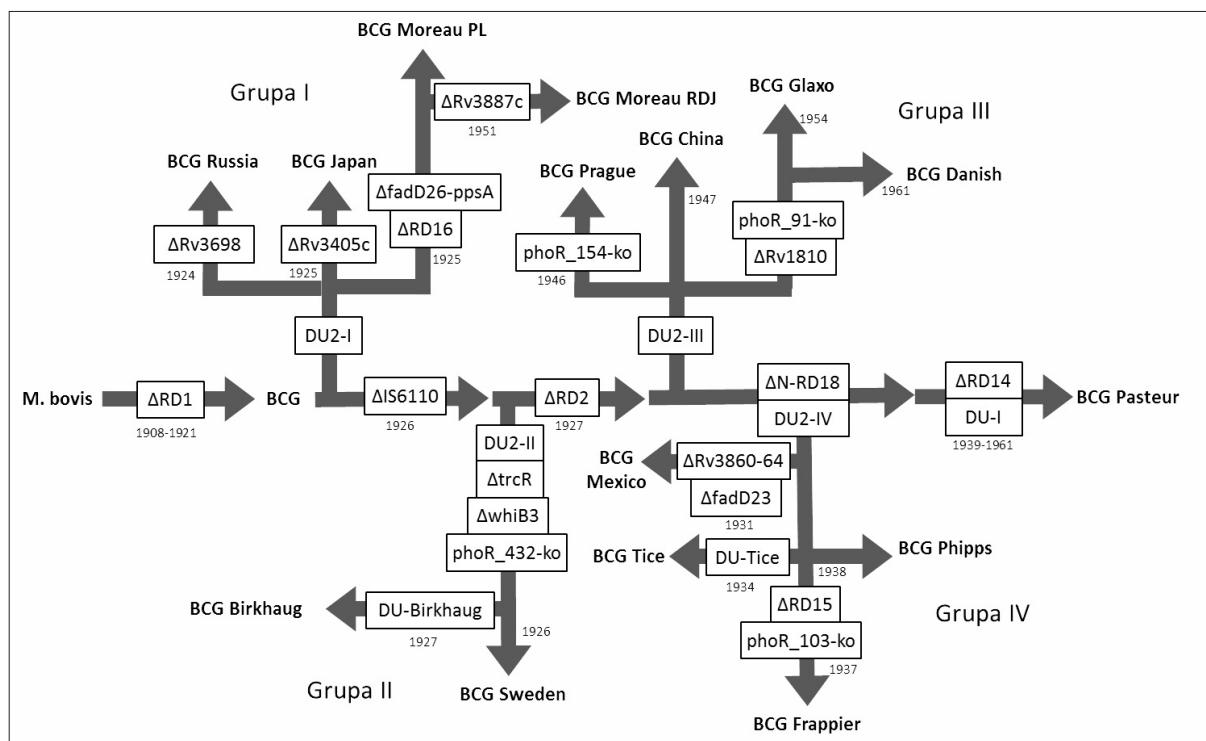 BCG Moreau PL
Grupa I
ΔRv3887c
BCG Moreau RDJ
1951
BCG Glaxo
Grupa III
1954
BCG Russia
BCG Japan
BCG China
BCG Prague
BCG Danish
1947
1961
ΔfadD26-ppsA
ΔRD16
phoR_91-ko
ΔRv1810
ΔRv3698
ΔRv3405c
phoR_154-ko
1924
1925
1925
1946
DU2-I
DU2-III
M. bovis
ΔRD1
BCG
ΔIS6110
ΔRD2
ΔN-RD18
DU2-IV
ΔRD14
DU-I
BCG Pasteur
1908-1921
1926
1927
1939-1961
DU2-II
ΔtrcR
ΔwhiB3
phoR_432-ko
BCG
Mexico
ΔRv3860-64
ΔfadD23
1931
BCG Tice
DU-Tice
BCG Phipps
1934
1938
BCG Birkhaug
DU-Birkhaug
1927
1926
ΔRD15
phoR_103-ko
1937
Grupa IV
Grupa II
BCG Sweden
BCG Frappier